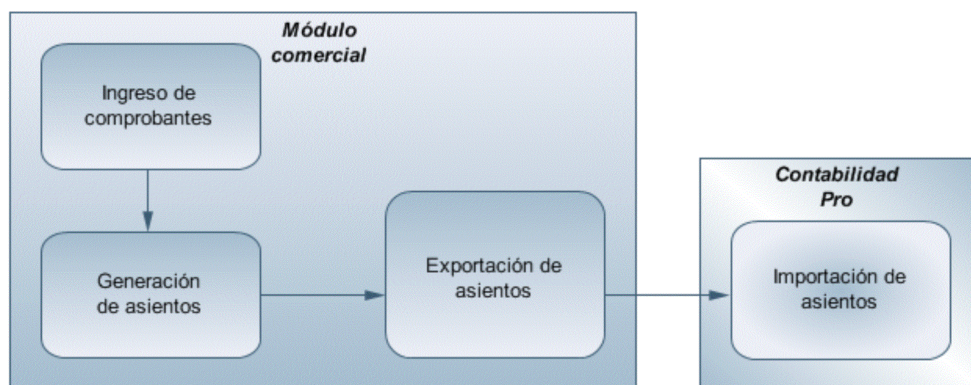 Módulo
comercial
Ingreso de
comprobantes
Generación
de asientos
Exportación de
asientos
Contabilidad
Pro
Importación de
asientos